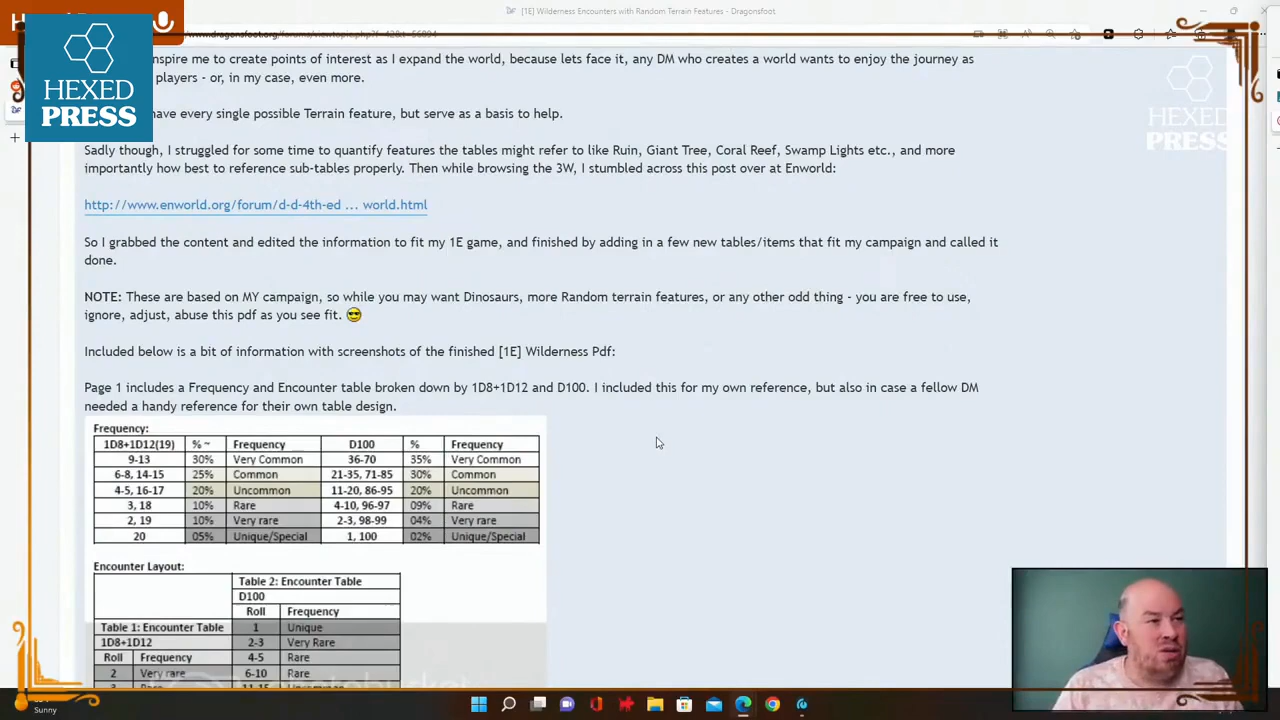 [1E] Wilderness Encounters with Random Terrain Features - Dragonsfoot
HEXED
PRESS
HEXED
PRESS
nspire me to create points of interest as I expand the world, because lets face it, any DM who creates a world wants to enjoy the journey as
players - or, in my case, even more.
have every single possible Terrain feature, but serve as a basis to help.
Sadly though, I struggled for some time to quantify features the tables might refer to like Ruin, Giant Tree, Coral Reef, Swamp Lights etc., and more
importantly how best to reference sub-tables properly. Then while browsing the 3W, I stumbled across this post over at Enworld:
http://www.enworld.org/forum/d-d-4th-ed ... world.html
So I grabbed the content and edited the information to fit my 1E game, and finished by adding in a few new tables/items that fit my campaign and called it
done.
NOTE: These are based on MY campaign, so while you may want Dinosaurs, more Random terrain features, or any other odd thing - you are free to use,
ignore, adjust, abuse this pdf as you see fit.
Included below is a bit of information with screenshots of the finished [1E] Wilderness Pdf:
Page 1 includes a Frequency and Encounter table broken down by 1D8+1D12 and D100. I included this for my own reference, but also in case a fellow DM
needed a handy reference for their own table design.
Frequency:
1D8+1D12(19) % ~ Frequency D100 % Frequency
9-13 30% Very Common 36-70 35% Very Common
6-8, 14-15 25% Common 21-35, 71-85 30% Common
4-5, 16-17 20% Uncommon 11-20, 86-95 20% Uncommon
3, 18 10% Rare 4-10, 96-97 09% Rare
2, 19 10% Very rare 2-3, 98-99 04% Very rare
20 05% Unique/Special 1, 100 02% Unique/Special
Encounter Layout:
Table 2: Encounter Table
D100
Roll Frequency
Table 1: Encounter Table 1 Unique
1D8+1D12 2-3 Very Rare
Roll Frequency 4-5 Rare
2 Very rare 6-10 Rare
Sunny